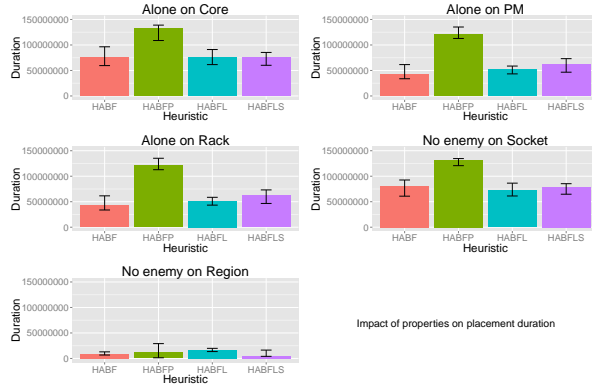 Alone on Core
150000000
100000000
50000000
0
Duration
HABF HABFP HABFL HABFLS
Heuristic
Alone on PM
150000000
100000000
50000000
0
Duration
HABF HABFP HABFL HABFLS
Heuristic
Alone on Rack
150000000
100000000
50000000
0
Duration
HABF HABFP HABFL HABFLS
Heuristic
No enemy on Socket
150000000
100000000
50000000
0
Duration
HABF HABFP HABFL HABFLS
Heuristic
No enemy on Region
150000000
100000000
50000000
0
Duration
HABF HABFP HABFL HABFLS
Heuristic
Impact of properties on placement duration